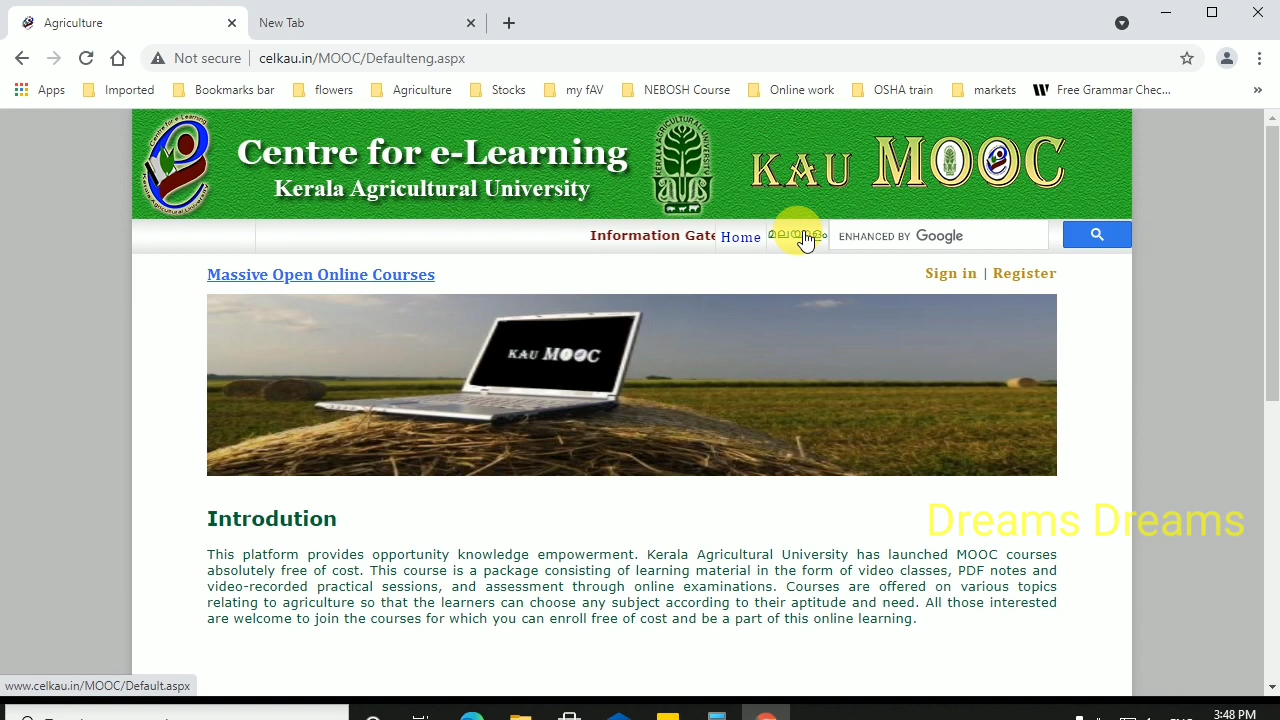 Agriculture
New Tab
Not secure
celkau.in/MOOC/Defaulteng.aspx
Apps
Imported
Bookmarks bar
flowers
Agriculture
Stocks
my fAV
NEBOSH Course
Online work
OSHA train
markets
W Free Grammar Chec...
»
Centre for e-Learning
Kerala Agricultural University
KERALA AGRICULTURAL UNIVERSITY
KAU MOOC
Information Gate
Home
മലയാളം
ENHANCED BY Google
Massive Open Online Courses
Sign in | Register
KAU MOOC
Introdution
This platform provides opportunity knowledge empowerment. Kerala Agricultural University has launched MOOC courses
absolutely free of cost. This course is a package consisting of learning material in the form of video classes, PDF notes and
video-recorded practical sessions, and assessment through online examinations. Courses are offered on various topics
relating to agriculture so that the learners can choose any subject according to their aptitude and need. All those interested
are welcome to join the courses for which you can enroll free of cost and be a part of this online learning.
Dreams Dreams
www.celkau.in/MOOC/Default.aspx
3:48 PM